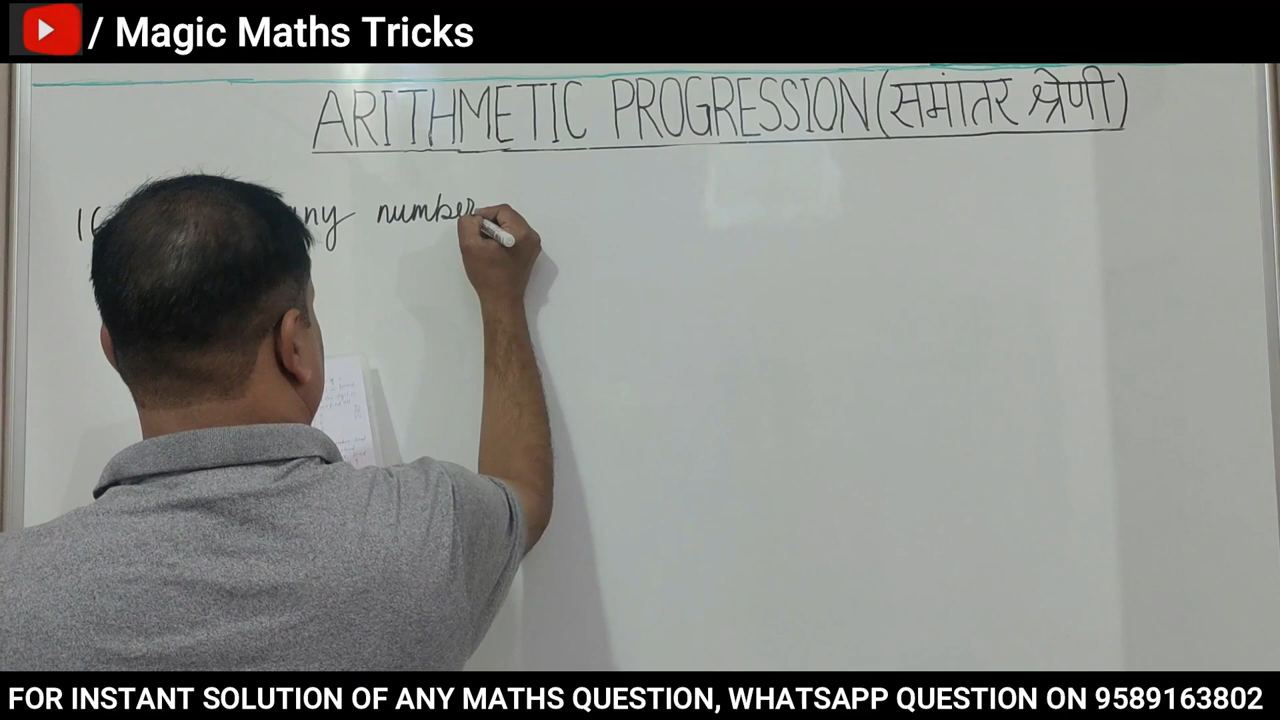 / Magic Maths Tricks
ARITHMETIC PROGRESSION (समांतर श्रेणी)
number
FOR INSTANT SOLUTION OF ANY MATHS QUESTION, WHATSAPP QUESTION ON 9589163802